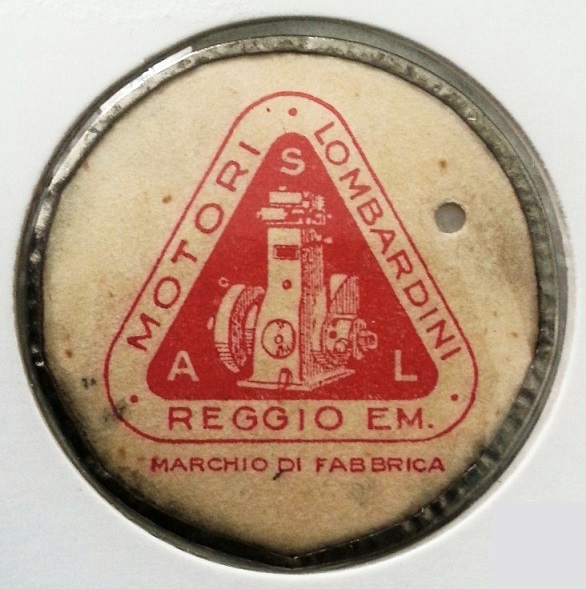 MOTORI
LOMBARDINI
S
A
L
REGGIO EM.
MARCHIO DI FABBRICA